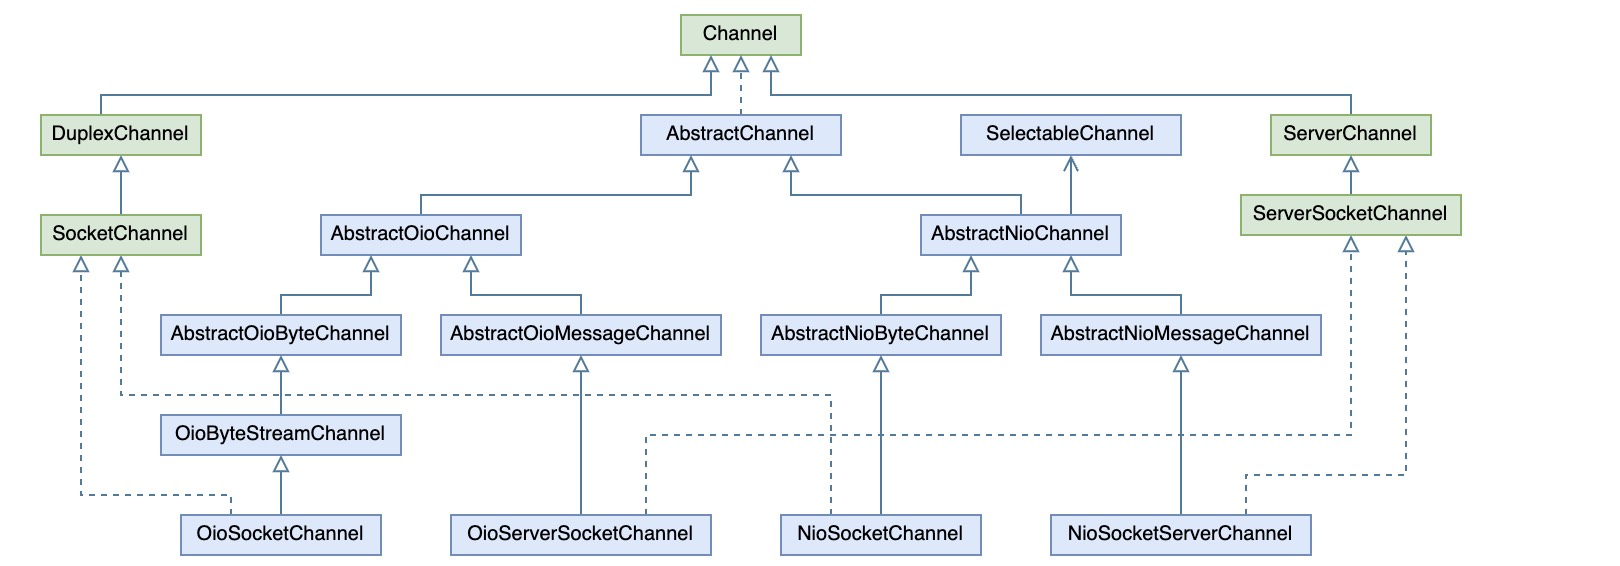 Channel
DuplexChannel
AbstractChannel
SelectableChannel
ServerChannel
SocketChannel
AbstractOioChannel
AbstractNioChannel
ServerSocketChannel
AbstractOioByteChannel
AbstractOioMessageChannel
AbstractNioByteChannel
AbstractNioMessageChannel
OioByteStreamChannel
OioSocketChannel
OioServerSocketChannel
NioSocketChannel
NioSocketServerChannel